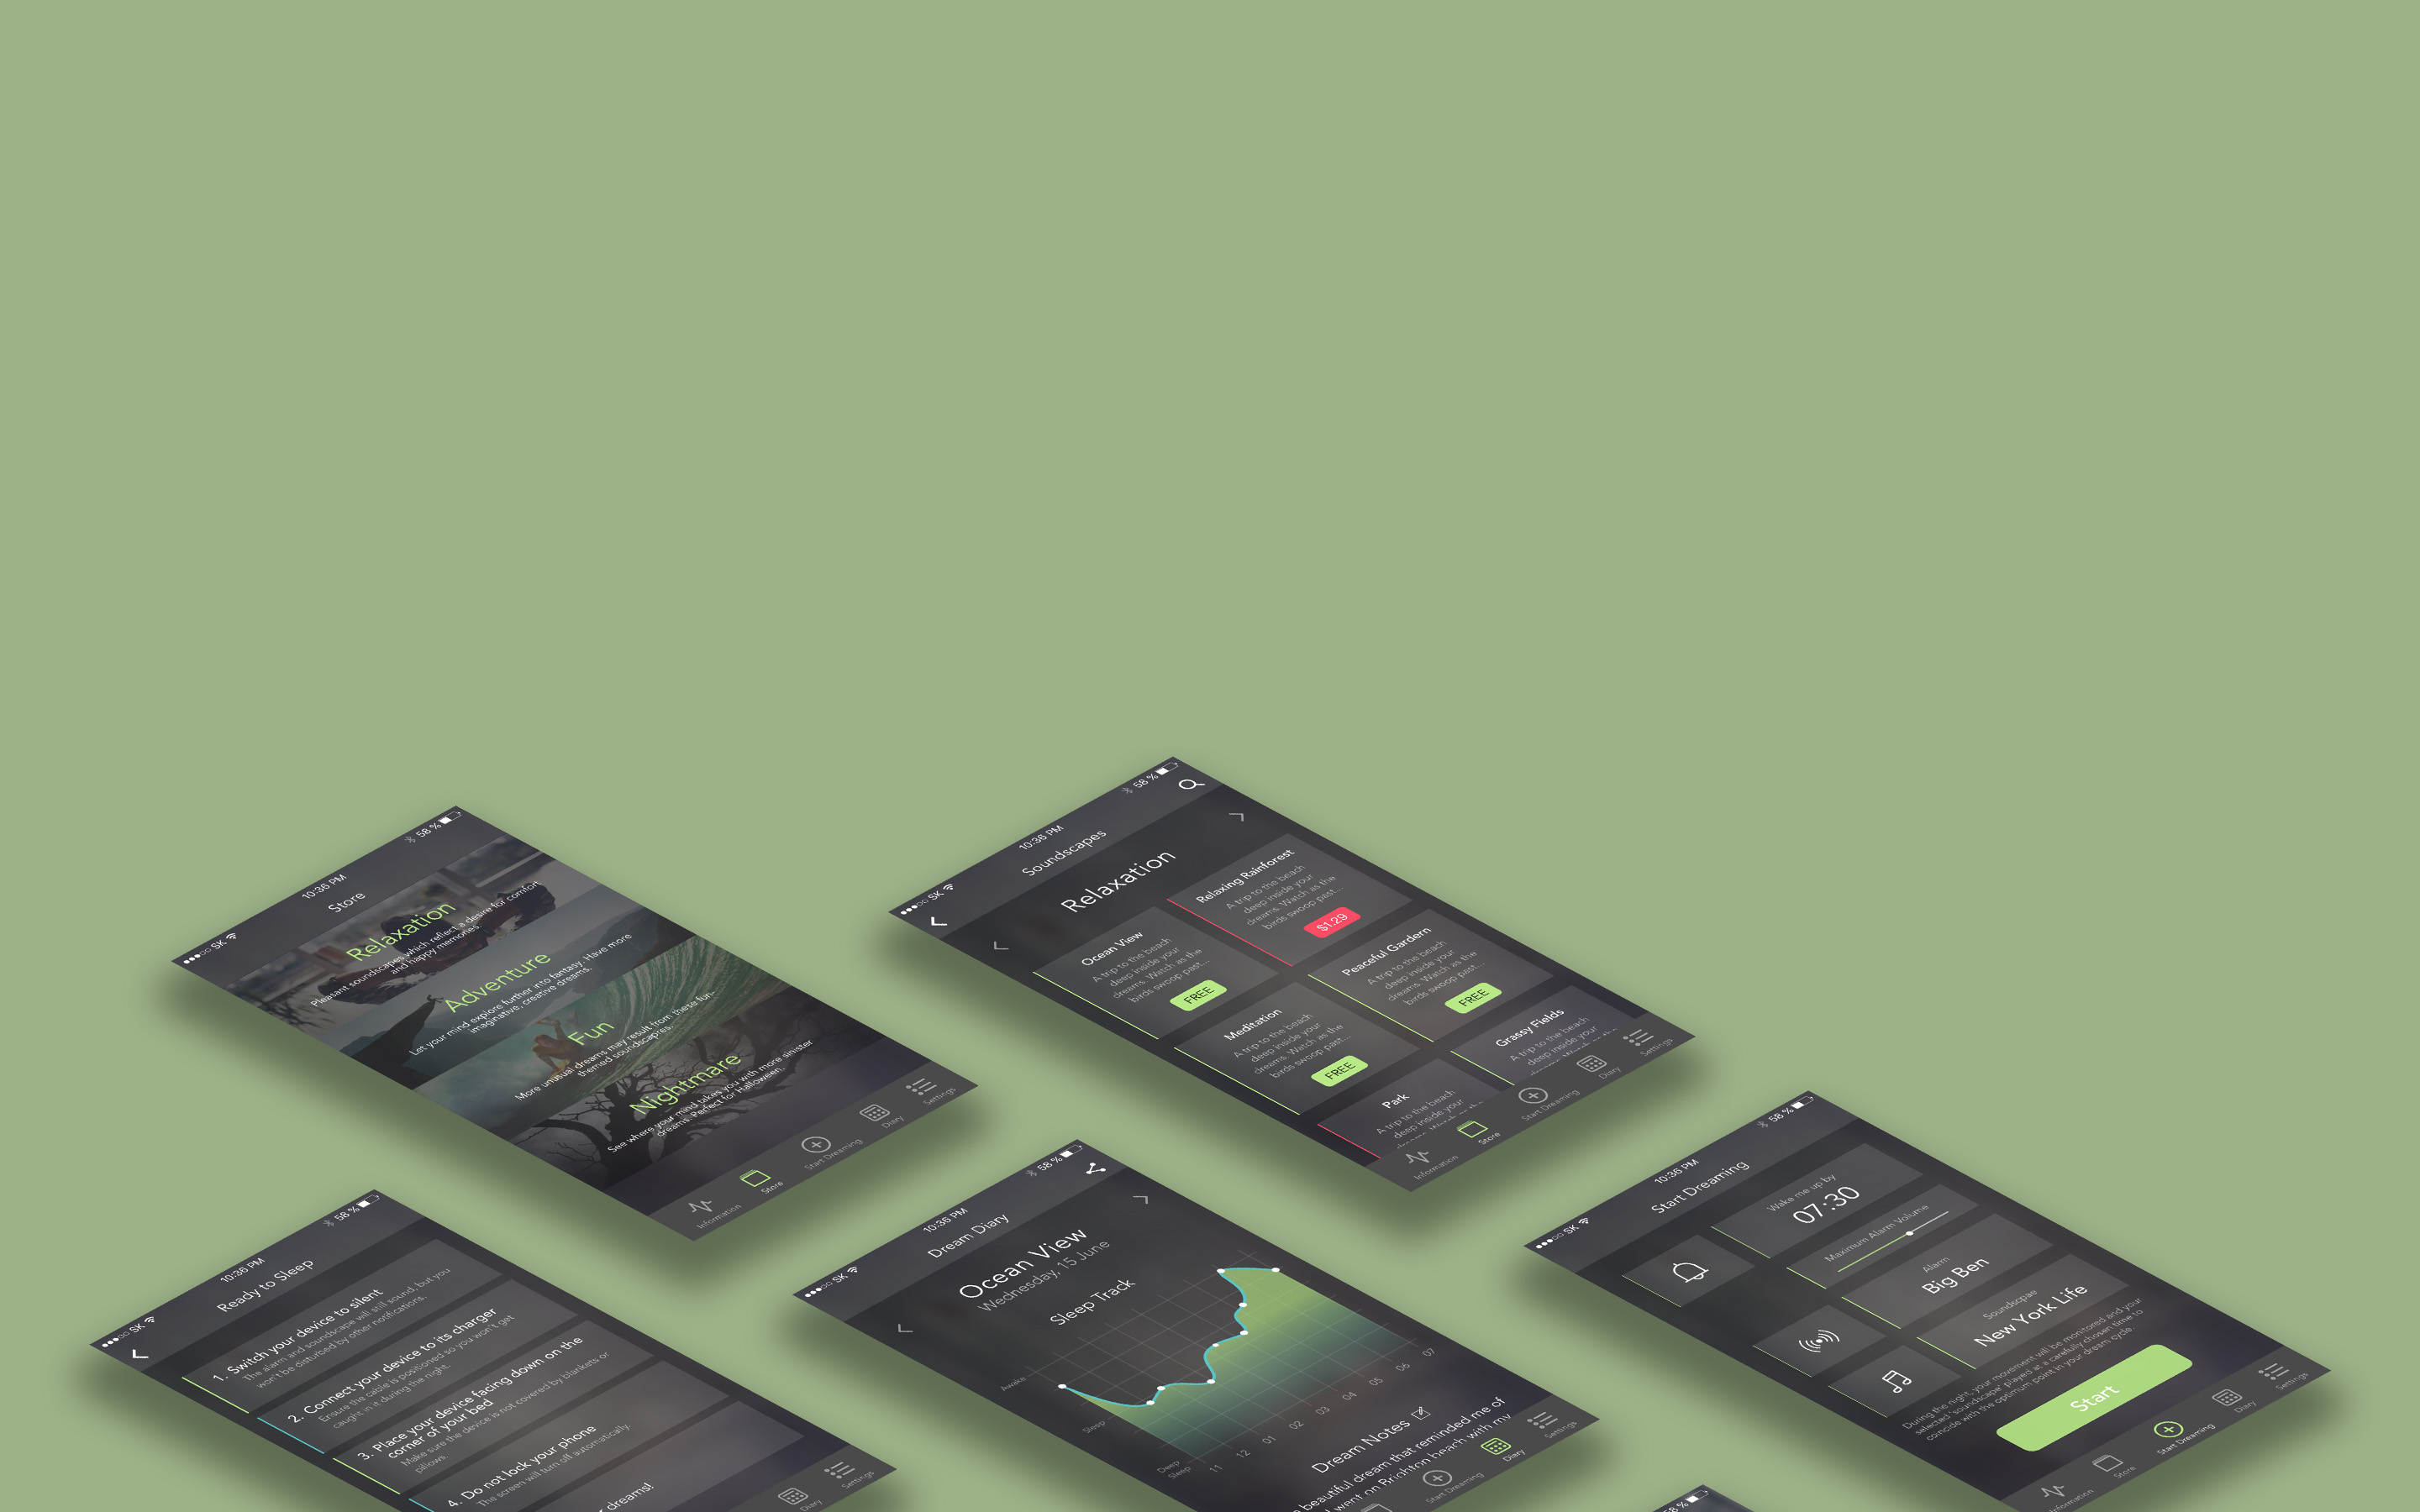 SK
10:36 PM
58 %
Store
Relaxation
Pleasant soundscapes which reflect a desire for comfort
and happy memories.
Adventure
Let your mind explore further into fantasy. Have more
imaginative, creative dreams.
Fun
More unusual dreams may result from these fun-
themed soundscapres.
Nightmare
See where your mind takes you with more sinister
dreams. Perfect for Halloween.
Information
Store
Start Dreaming
Diary
Settings
SK
10:36 PM
58 %
Soundscapes
Relaxation
Ocean View
A trip to the beach
deep inside your
dreams. Watch as the
birds swoop past...
FREE
Relaxing Rainforest
A trip to the beach
deep inside your
dreams. Watch as the
birds swoop past...
$1.29
Meditation
A trip to the beach
deep inside your
dreams. Watch as the
birds swoop past...
FREE
Peaceful Gardern
A trip to the beach
deep inside your
dreams. Watch as the
birds swoop past...
FREE
Park
A trip to the beach
deep inside your
Grassy Fields
A trip to the beach
deep inside your
Information
Store
Start Dreaming
Diary
Settings
SK
10:36 PM
58 %
Ready to Sleep
1. Switch your device to silent
The alarm and soundscape will still sound, but you
won't be disturbed by other notifications.
2. Connect your device to its charger
Ensure the cable is positioned so you won't get
caught in it during the night.
3. Place your device facing down on the
corner of your bed
Make sure the device is not covered by blankets or
pillows.
4. Do not lock your phone
The screen will turn off automatically.
dreams!
Diary
Settings
SK
10:36 PM
58 %
Dream Diary
Ocean View
Wednesday, 15 June
Sleep Track
Awake
Sleep
Deep
Sleep
11 12 01 02 03 04 05 06 07
Dream Notes
beautiful dream that reminded me of
I went on Brighton beach with my
Start Dreaming
Diary
Settings
SK
10:36 PM
58 %
Start Dreaming
Wake me up by
07:30
Maximum Alarm Volume
Alarm
Big Ben
Soundscpae
New York Life
During the night, your movement will be monitored and your
selected 'soundscape' played at a carefully chosen time to
coincide with the optimum point in your dream cycle.
Start
Information
Store
Start Dreaming
Diary
Settings
58 %